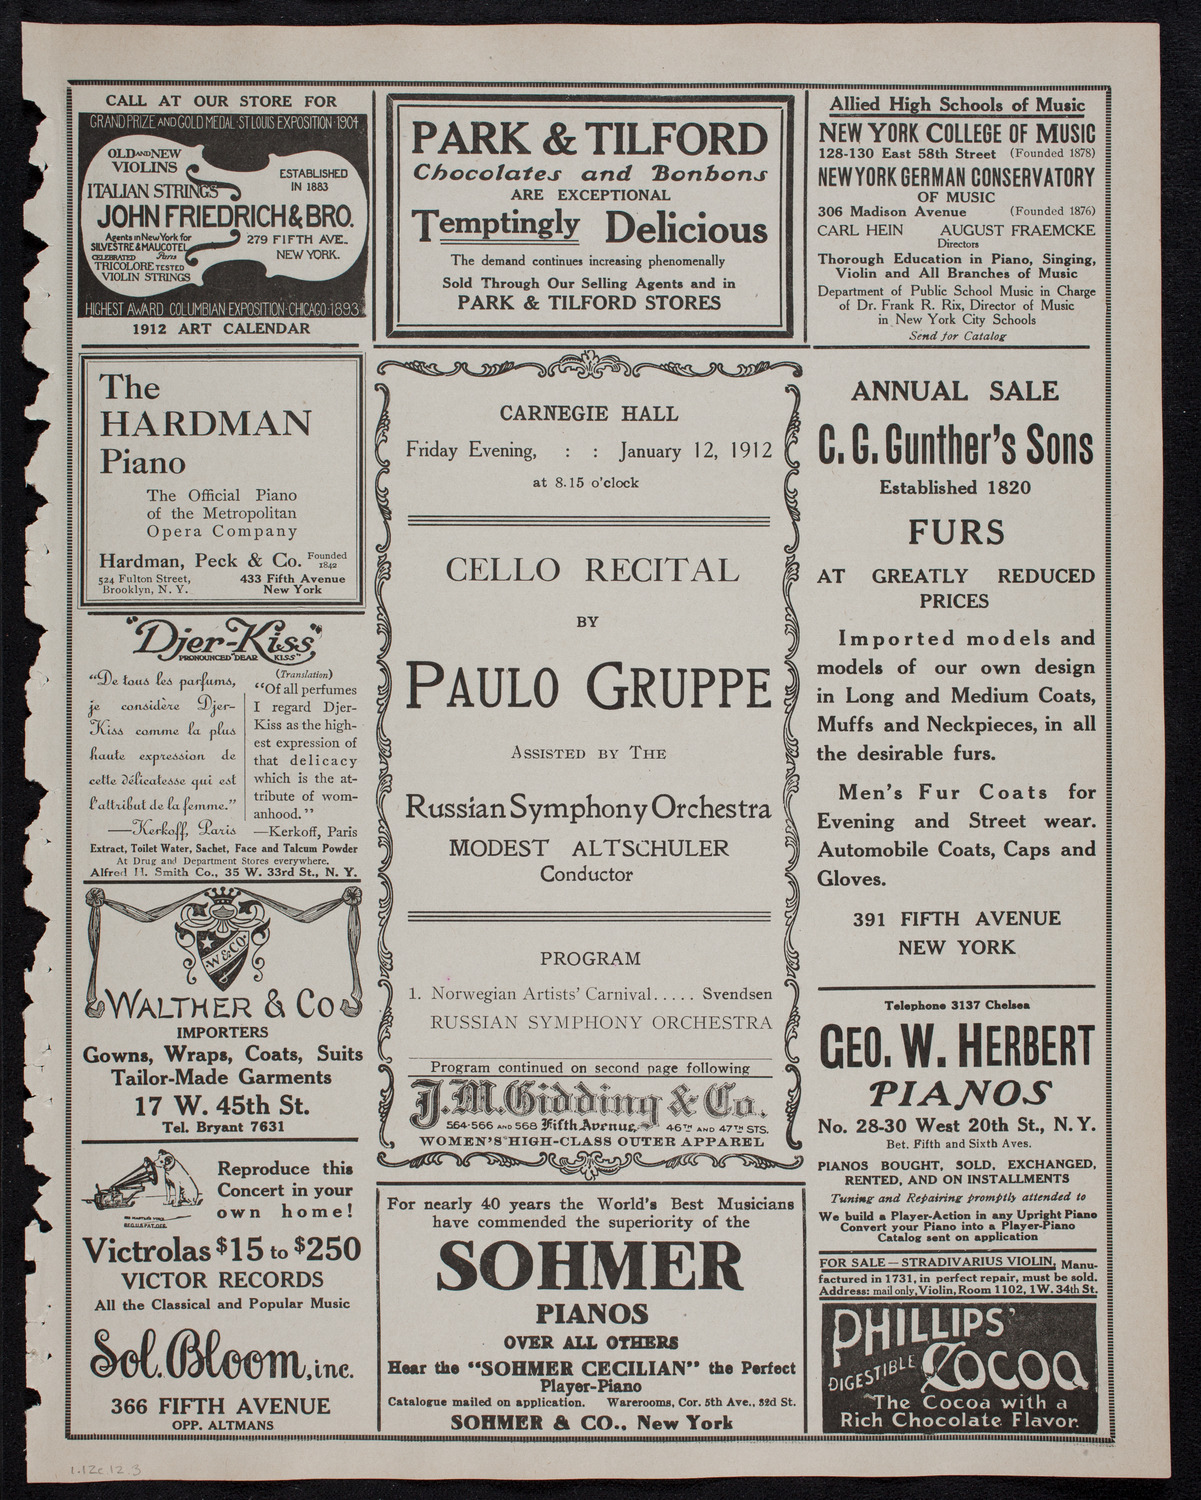 CALL AT OUR STORE FOR
GRAND PRIZE AND GOLD MEDAL·ST LOUIS EXPOSITION·1904
OLD AND NEW
VIOLINS
ITALIAN STRINGS
ESTABLISHED
IN 1883
JOHN FRIEDRICH & BRO.
Agents in New York for
SILVESTRE & MAUCOTEL
CELEBRATED Paris
TRICOLORE TESTED
VIOLIN STRINGS
279 FIFTH AVE.
NEW YORK.
HIGHEST AWARD COLUMBIAN EXPOSITION·CHICAGO·1893
1912 ART CALENDAR
The
HARDMAN
Piano
The Official Piano
of the Metropolitan
Opera Company
Hardman, Peck & Co. Founded 1842
524 Fulton Street,
Brooklyn, N. Y.
433 Fifth Avenue
New York
"Djer-Kiss"
PRONOUNCED "DEAR KISS"
"De tous les parfums,
je considère Djer-
Kiss comme la plus
haute expression de
cette délicatesse qui est
l'attribut de la femme."
—Kerkoff, Paris
(Translation)
"Of all perfumes
I regard Djer-
Kiss as the high-
est expression of
that delicacy
which is the at-
tribute of wom-
anhood."
—Kerkoff, Paris
Extract, Toilet Water, Sachet, Face and Talcum Powder
At Drug and Department Stores everywhere.
Alfred H. Smith Co., 35 W. 33rd St., N. Y.
W & CO.
WALTHER & CO
IMPORTERS
Gowns, Wraps, Coats, Suits
Tailor-Made Garments
17 W. 45th St.
Tel. Bryant 7631
REG.U.S.PAT.OFF.
Reproduce this
Concert in your
own home!
Victrolas $15 to $250
VICTOR RECORDS
All the Classical and Popular Music
Sol. Bloom, inc.
366 FIFTH AVENUE
OPP. ALTMANS
PARK & TILFORD
Chocolates and Bonbons
ARE EXCEPTIONAL
Temptingly Delicious
The demand continues increasing phenomenally
Sold Through Our Selling Agents and in
PARK & TILFORD STORES
CARNEGIE HALL
Friday Evening, : : January 12, 1912
at 8.15 o'clock
CELLO RECITAL
BY
PAULO GRUPPE
ASSISTED BY THE
Russian Symphony Orchestra
MODEST ALTSCHULER
Conductor
PROGRAM
1. Norwegian Artists' Carnival..... Svendsen
RUSSIAN SYMPHONY ORCHESTRA
Program continued on second page following
J. M. Gidding & Co.
564-566 AND 568 Fifth Avenue, 46TH AND 47TH STS.
WOMEN'S HIGH-CLASS OUTER APPAREL
For nearly 40 years the World's Best Musicians
have commended the superiority of the
SOHMER
PIANOS
OVER ALL OTHERS
Hear the "SOHMER CECILIAN" the Perfect
Player-Piano
Catalogue mailed on application. Warerooms, Cor. 5th Ave., 32d St.
SOHMER & CO., New York
Allied High Schools of Music
NEW YORK COLLEGE OF MUSIC
128-130 East 58th Street (Founded 1878)
NEW YORK GERMAN CONSERVATORY
OF MUSIC
306 Madison Avenue (Founded 1876)
CARL HEIN AUGUST FRAEMCKE
Directors
Thorough Education in Piano, Singing,
Violin and All Branches of Music
Department of Public School Music in Charge
of Dr. Frank R. Rix, Director of Music
in New York City Schools
Send for Catalog
ANNUAL SALE
C. G. Gunther's Sons
Established 1820
FURS
AT GREATLY REDUCED
PRICES
Imported models and
models of our own design
in Long and Medium Coats,
Muffs and Neckpieces, in all
the desirable furs.
Men's Fur Coats for
Evening and Street wear.
Automobile Coats, Caps and
Gloves.
391 FIFTH AVENUE
NEW YORK
Telephone 3137 Chelsea
GEO. W. HERBERT
PIANOS
No. 28-30 West 20th St., N. Y.
Bet. Fifth and Sixth Aves.
PIANOS BOUGHT, SOLD, EXCHANGED,
RENTED, AND ON INSTALLMENTS
Tuning and Repairing promptly attended to
We build a Player-Action in any Upright Piano
Convert your Piano into a Player-Piano
Catalog sent on application
FOR SALE—STRADIVARIUS VIOLIN, Manu-
factured in 1731, in perfect repair, must be sold.
Address: mail only, Violin, Room 1102, 1 W. 34th St.
PHILLIPS'
DIGESTIBLE COCOA
The Cocoa with a
Rich Chocolate Flavor.
1.12e.12.3